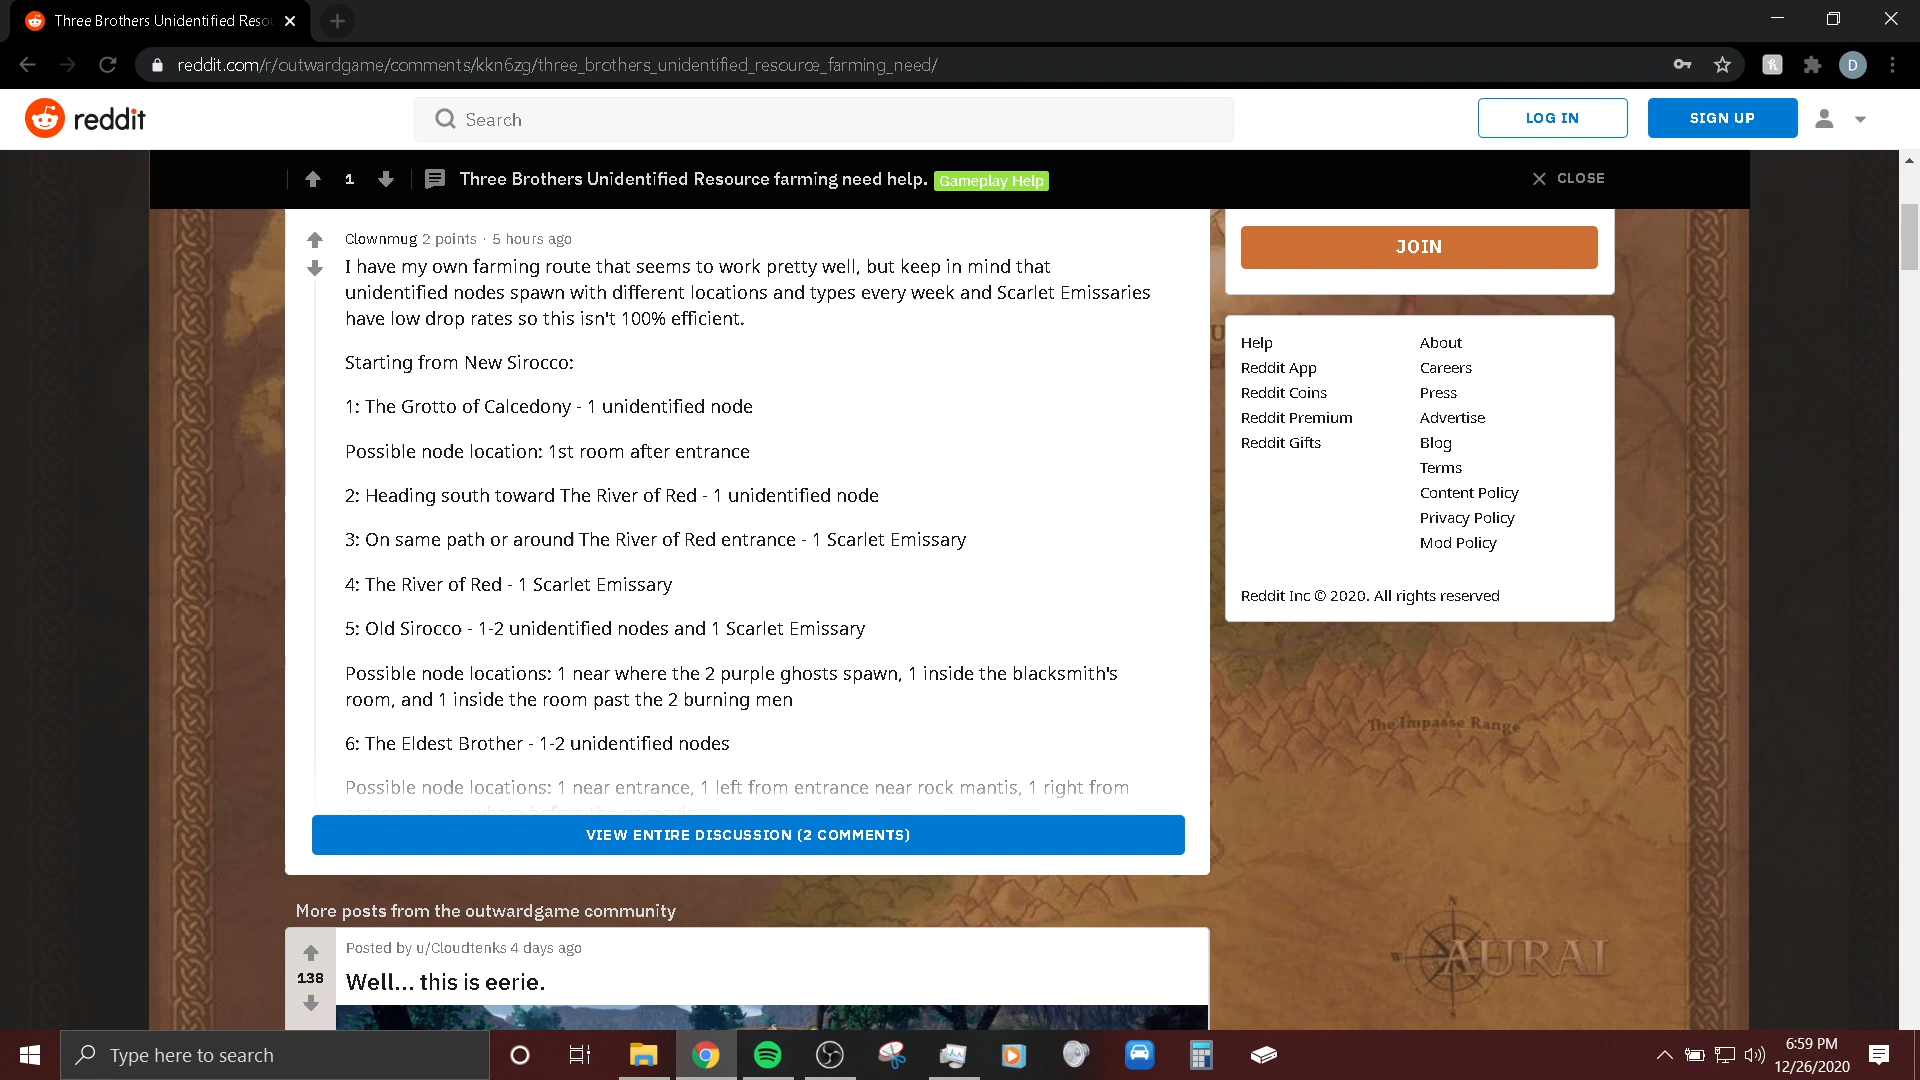 Three Brothers Unidentified Reso
reddit.com/r/outwardgame/comments/kkn6zg/three_brothers_unidentified_resource_farming_need/
D
reddit
Search
LOG IN
SIGN UP
1
Three Brothers Unidentified Resource farming need help. Gameplay Help
CLOSE
Clownmug 2 points · 5 hours ago
I have my own farming route that seems to work pretty well, but keep in mind that
unidentified nodes spawn with different locations and types every week and Scarlet Emissaries
have low drop rates so this isn't 100% efficient.
Starting from New Sirocco:
1: The Grotto of Calcedony - 1 unidentified node
Possible node location: 1st room after entrance
2: Heading south toward The River of Red - 1 unidentified node
3: On same path or around The River of Red entrance - 1 Scarlet Emissary
4: The River of Red - 1 Scarlet Emissary
5: Old Sirocco - 1-2 unidentified nodes and 1 Scarlet Emissary
Possible node locations: 1 near where the 2 purple ghosts spawn, 1 inside the blacksmith's
room, and 1 inside the room past the 2 burning men
6: The Eldest Brother - 1-2 unidentified nodes
Possible node locations: 1 near entrance, 1 left from entrance near rock mantis, 1 right from
VIEW ENTIRE DISCUSSION (2 COMMENTS)
JOIN
Help
Reddit App
Reddit Coins
Reddit Premium
Reddit Gifts
About
Careers
Press
Advertise
Blog
Terms
Content Policy
Privacy Policy
Mod Policy
Reddit Inc © 2020. All rights reserved
The Impasse Range
AURAI
More posts from the outwardgame community
138
Posted by u/Cloudtenks 4 days ago
Well... this is eerie.
Type here to search
6:59 PM
12/26/2020